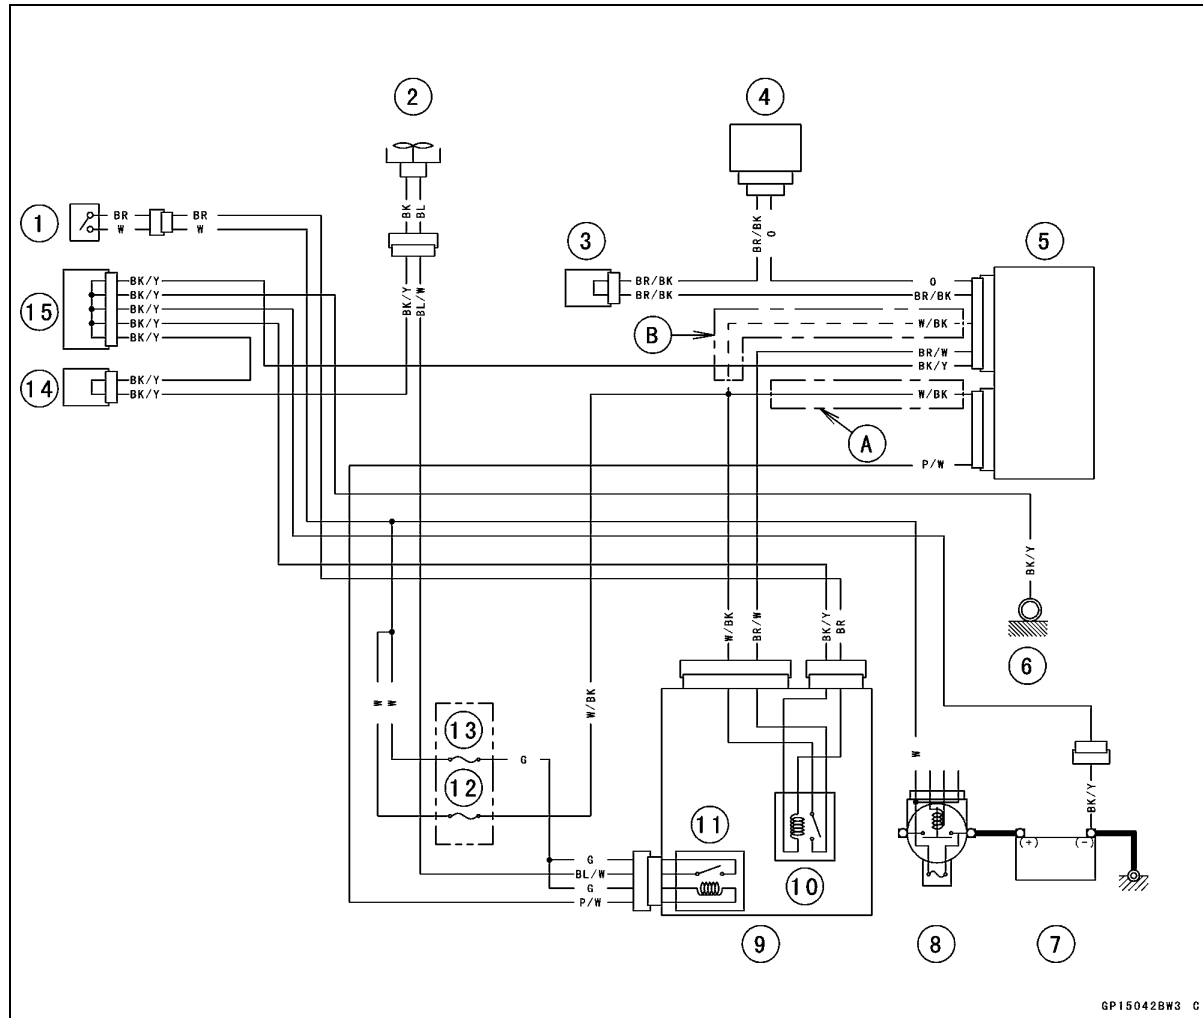 2
4
BK
BL
1
BR
BR
W
W
BR/BK
O
3
5
BK/Y
BK/Y
BK/Y
BK/Y
BK/Y
15
BK/Y
BL/W
BR/BK
BR/BK
O
BR/BK
B
W/BK
BR/W
BK/Y
14
BK/Y
BK/Y
W/BK
A
P/W
BK/Y
W/BK
BR/W
BK/Y
BR
6
W
W
W/BK
13
G
12
W
BK/Y
11
10
G
BL/W
G
P/W
(+)
(-)
9
8
7
GP15042BW3 C